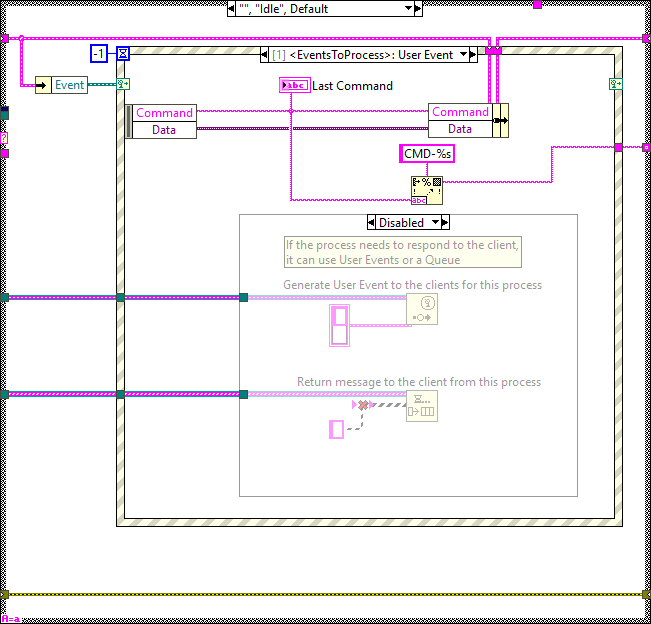 "", "Idle", Default
-1
[1] <EventsToProcess>: User Event
Event
abc
Last Command
Command
Data
Command
Data
CMD-%s
%
abc
Disabled
If the process needs to respond to the client,
it can use User Events or a Queue
Generate User Event to the clients for this process
Return message to the client from this process
A=a